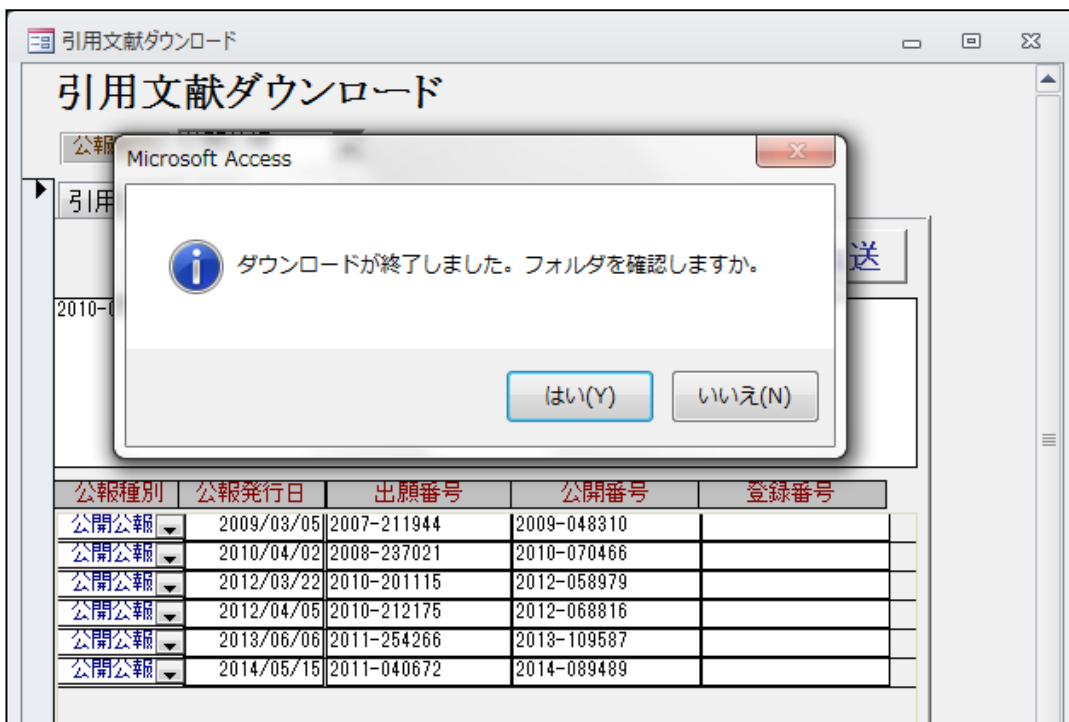 引用文献ダウンロード
引用文献ダウンロード
公報
Microsoft Access
引用
ダウンロードが終了しました。フォルダを確認しますか。
送
2010-0
はい(Y) いいえ(N)
公報種別 公報発行日 出願番号 公開番号 登録番号
公開公報 2009/03/05 2007-211944 2009-048310
公開公報 2010/04/02 2008-237021 2010-070466
公開公報 2012/03/22 2010-201115 2012-058979
公開公報 2012/04/05 2010-212175 2012-068816
公開公報 2013/06/06 2011-254266 2013-109587
公開公報 2014/05/15 2011-040672 2014-089489